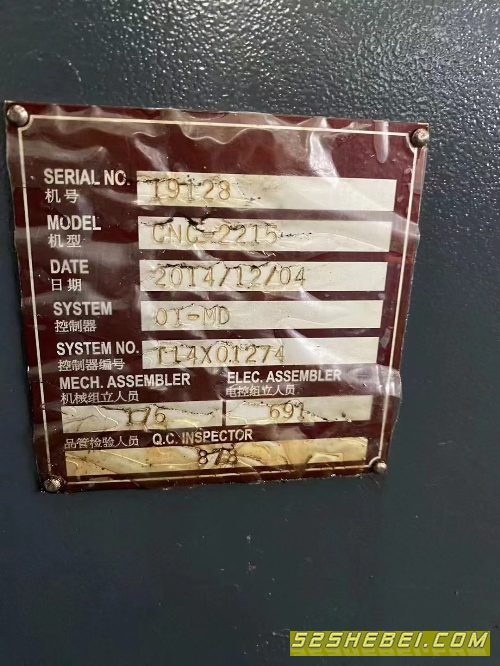 SERIAL NO. 19128
机号
MODEL CNC-2215
机型
DATE 2014/12/04
日期
SYSTEM 0I-MD
控制器
SYSTEM NO. T14X01274
控制器编号
MECH. ASSEMBLER ELEC. ASSEMBLER
机械组立人员 电控组立人员
176 691
品管检验人员 Q.C. INSPECTOR
878
52SHEBEI.COM